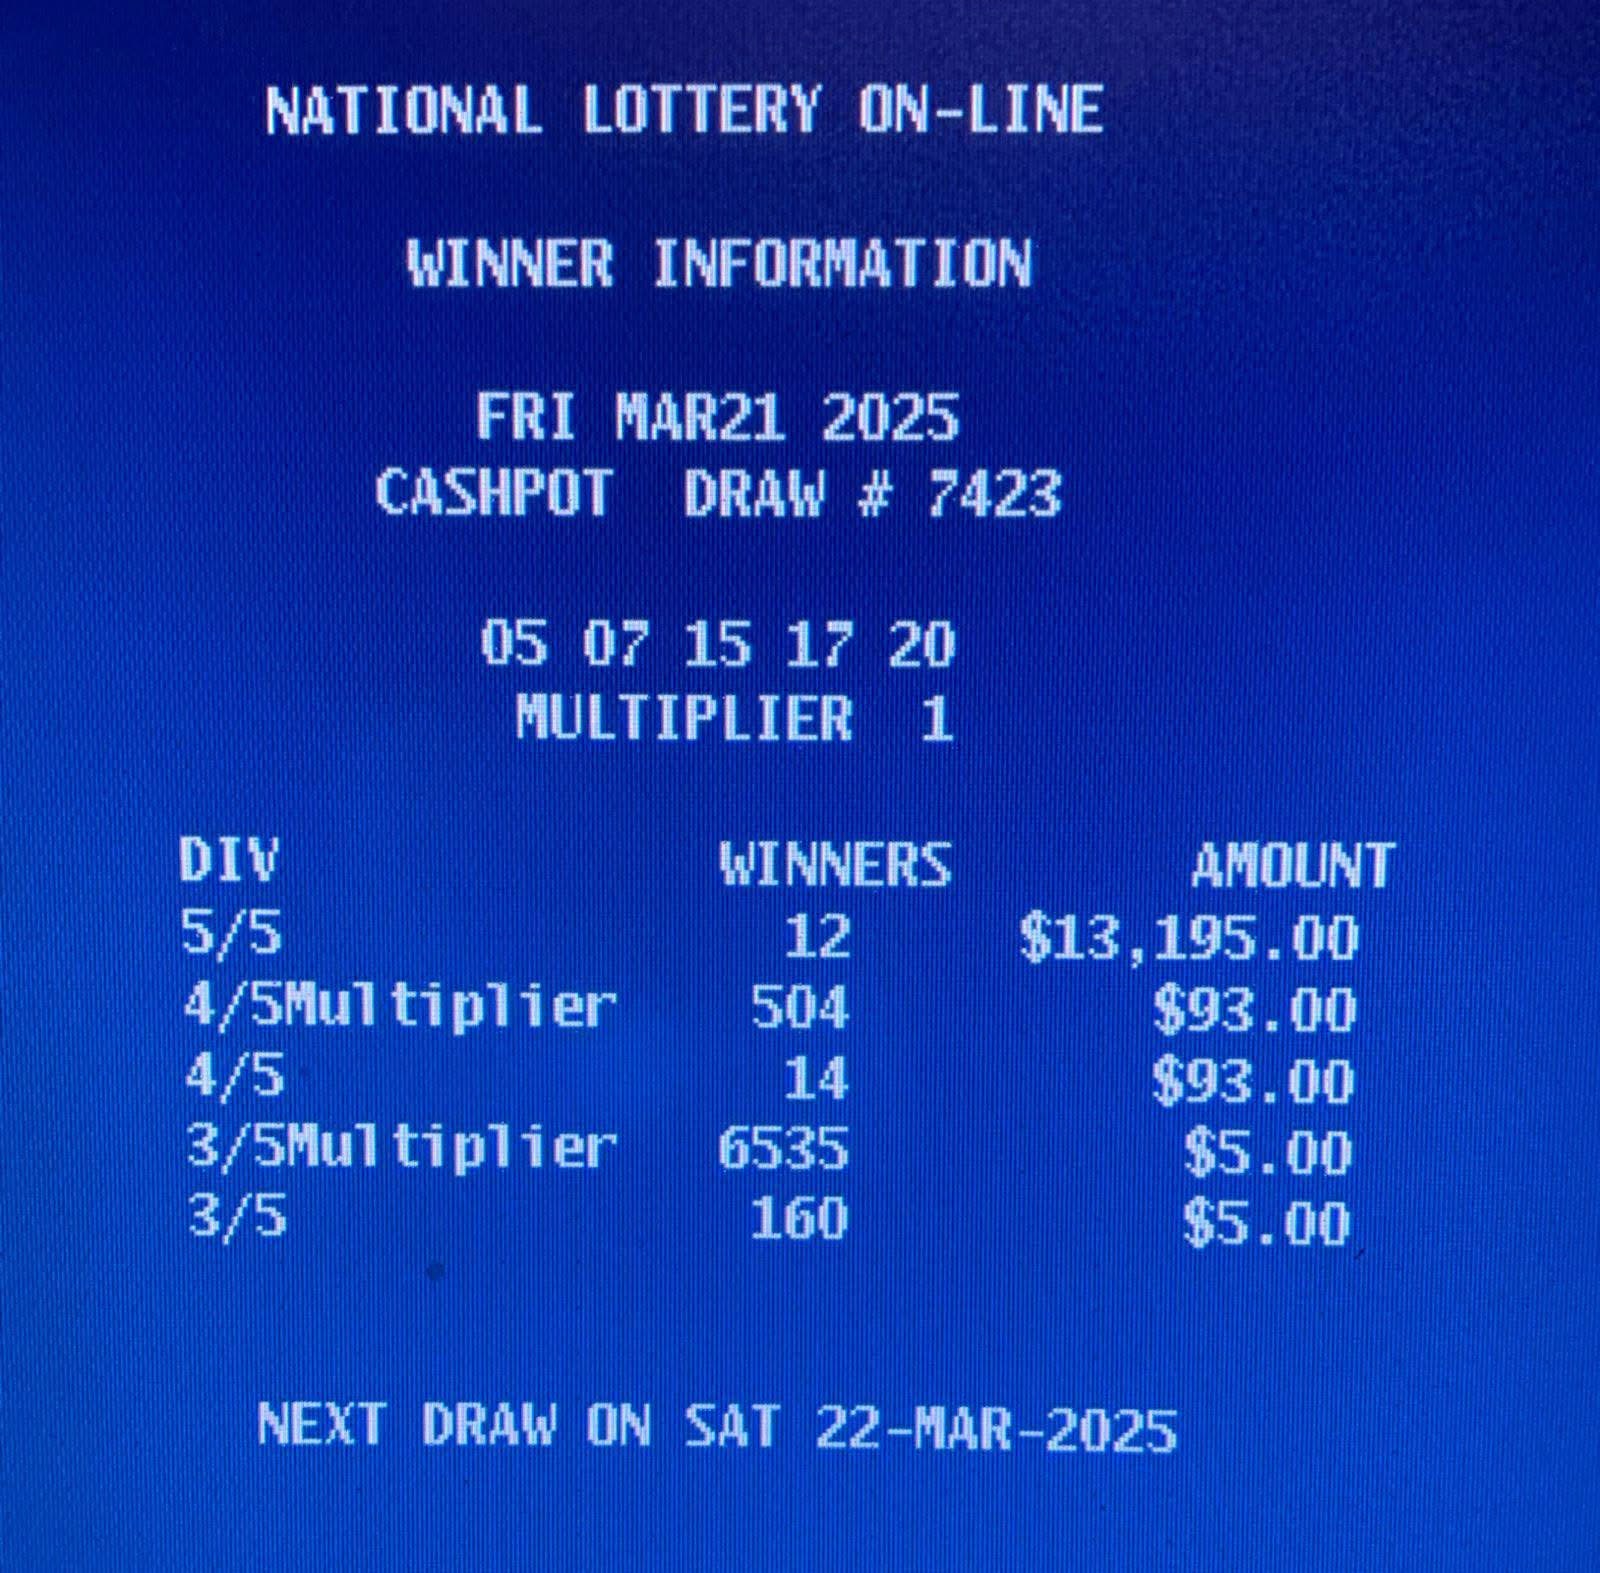 NATIONAL LOTTERY ON-LINE
WINNER INFORMATION
FRI MAR21 2025
CASHPOT DRAW # 7423
05 07 15 17 20
MULTIPLIER 1
DIV WINNERS AMOUNT
5/5 12 $13,195.00
4/5Multiplier 504 $93.00
4/5 14 $93.00
3/5Multiplier 6535 $5.00
3/5 160 $5.00
NEXT DRAW ON SAT 22-MAR-2025